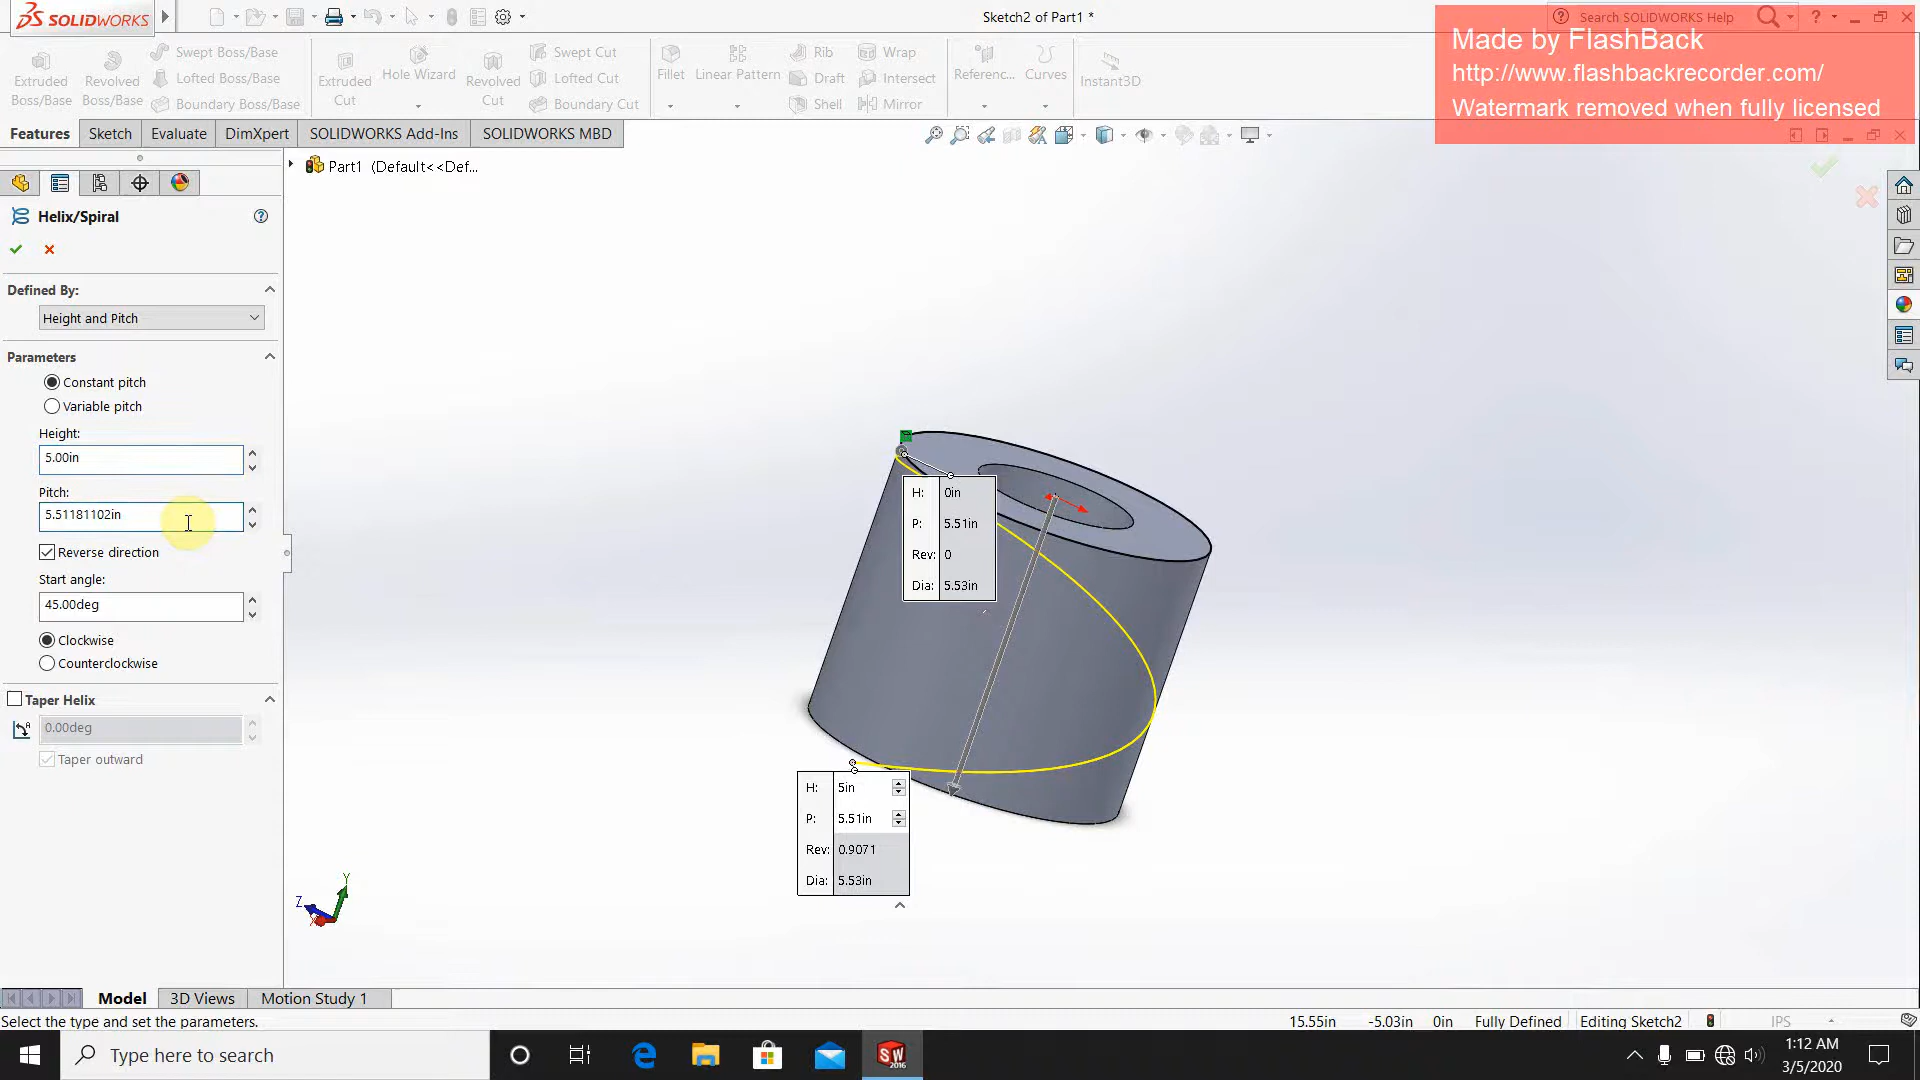 SOLIDWORKS
Sketch2 of Part1 *
Search SOLIDWORKS Help
Made by FlashBack
http://www.flashbackrecorder.com/
Watermark removed when fully licensed
Extruded Boss/Base
Revolved Boss/Base
Swept Boss/Base
Lofted Boss/Base
Boundary Boss/Base
Extruded Cut
Hole Wizard
Revolved Cut
Swept Cut
Lofted Cut
Boundary Cut
Fillet
Linear Pattern
Rib
Draft
Shell
Wrap
Intersect
Mirror
Referenc...
Curves
Instant3D
Features
Sketch
Evaluate
DimXpert
SOLIDWORKS Add-Ins
SOLIDWORKS MBD
Part1 (Default<<Def...
Helix/Spiral
Defined By:
Height and Pitch
Parameters
Constant pitch
Variable pitch
Height:
5.00in
Pitch:
5.51181102in
Reverse direction
Start angle:
45.00deg
Clockwise
Counterclockwise
Taper Helix
0.00deg
Taper outward
H: 0in
P: 5.51in
Rev: 0
Dia: 5.53in
H: 5in
P: 5.51in
Rev: 0.9071
Dia: 5.53in
Y
Z
Model
3D Views
Motion Study 1
Select the type and set the parameters.
15.55in
-5.03in
0in
Fully Defined
Editing Sketch2
IPS
Type here to search
SW
2016
1:12 AM
3/5/2020